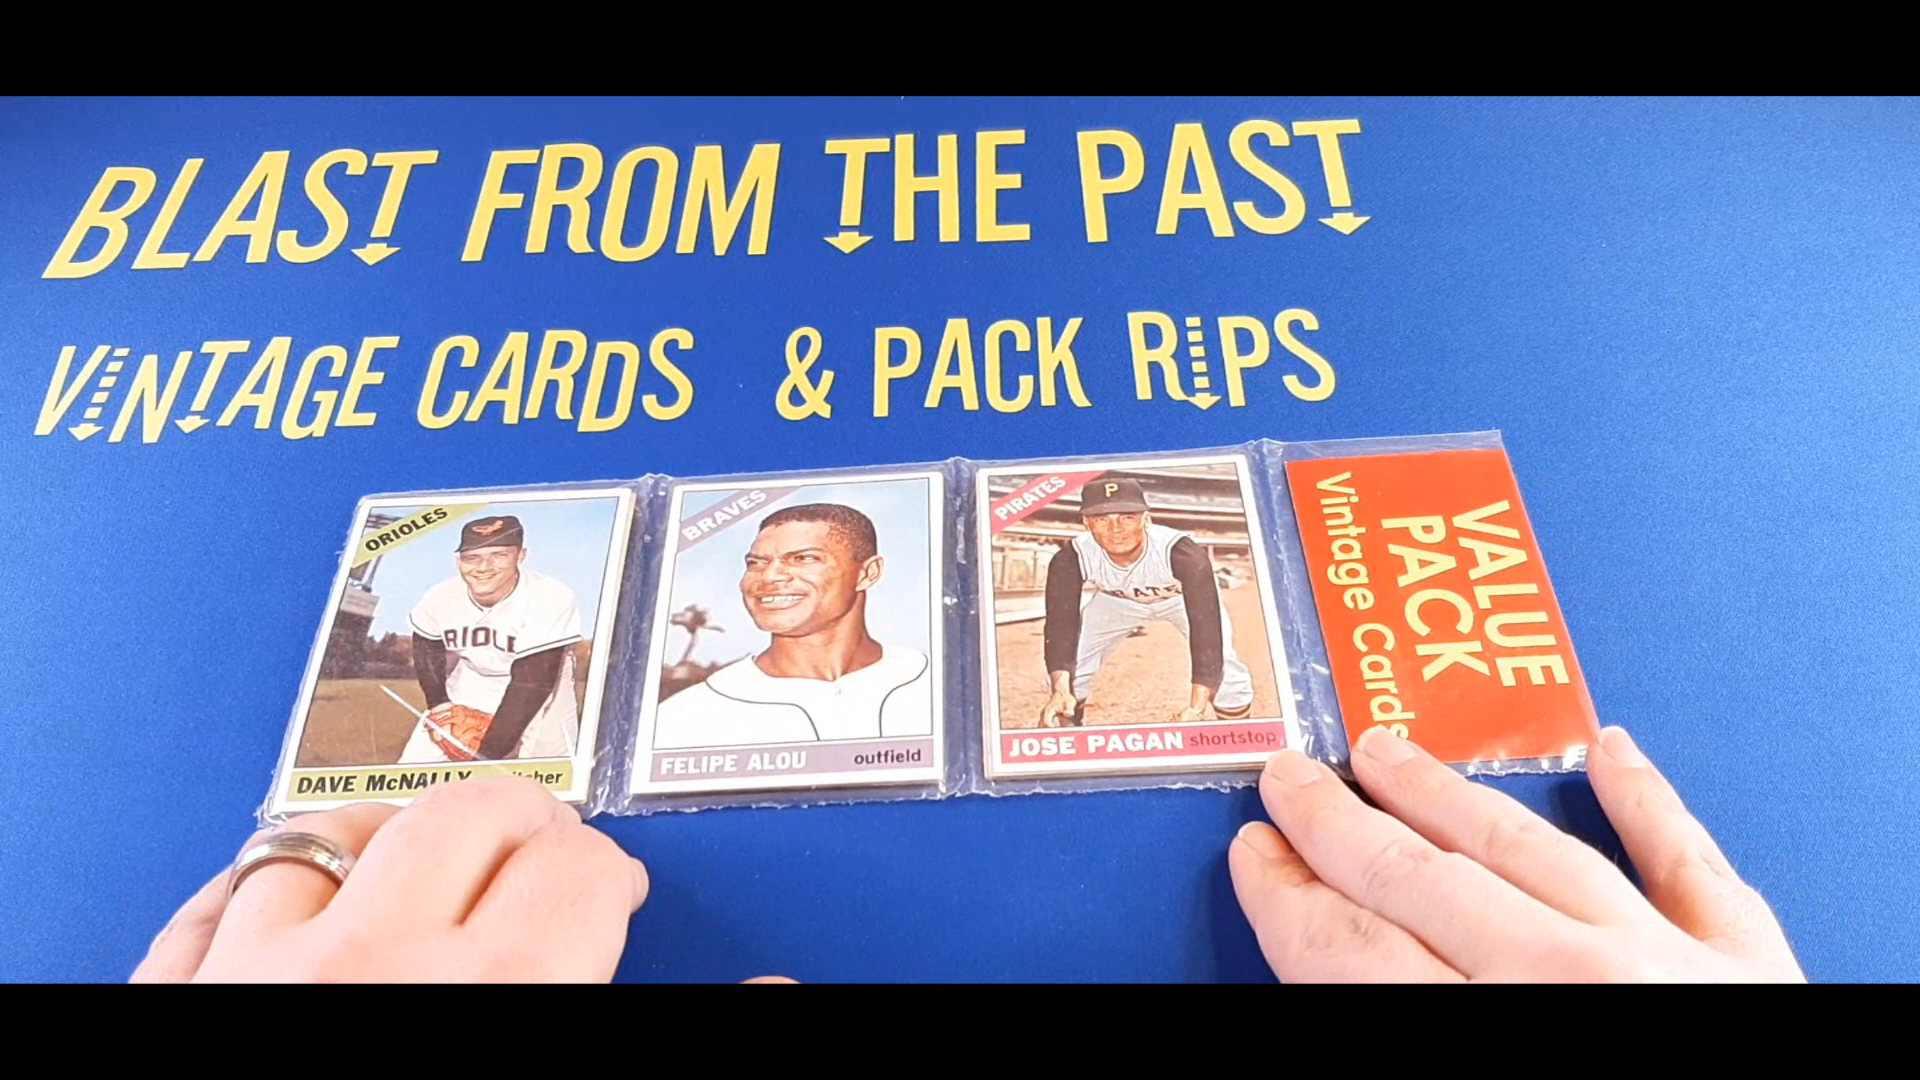 BLAST FROM THE PAST
VINTAGE CARDS & PACK RIPS
ORIOLES
DAVE McNALLY
BRAVES
FELIPE ALOU outfield
PIRATES
P
JOSE PAGAN shortstop
VALUE
PACK
Vintage Cards